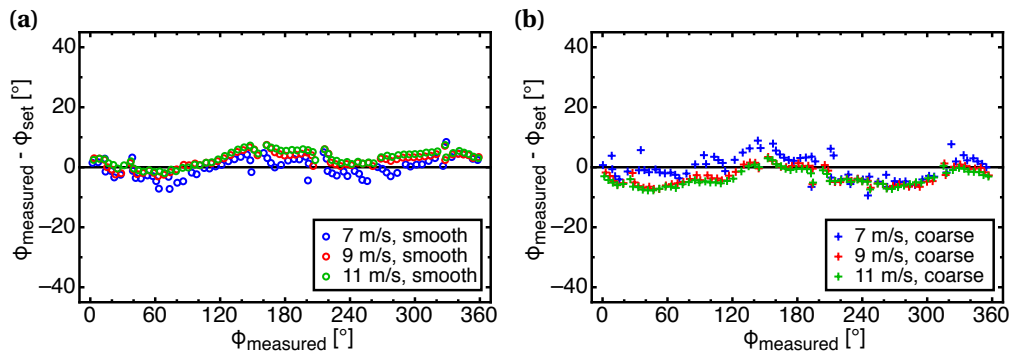 (a)
40
20
0
−20
−40
ϕmeasured - ϕset [°]
7 m/s, smooth
9 m/s, smooth
11 m/s, smooth
0 60 120 180 240 300 360
ϕmeasured [°]
(b)
40
20
0
−20
−40
ϕmeasured - ϕset [°]
7 m/s, coarse
9 m/s, coarse
11 m/s, coarse
0 60 120 180 240 300 360
ϕmeasured [°]